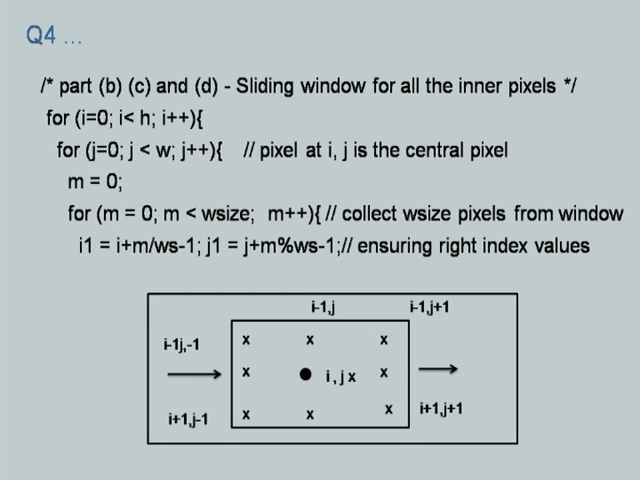 Q4 ...
/* part (b) (c) and (d) - Sliding window for all the inner pixels */
for (i=0; i< h; i++){
for (j=0; j < w; j++){ // pixel at i, j is the central pixel
m = 0;
for (m = 0; m < wsize; m++){ // collect wsize pixels from window
i1 = i+m/ws-1; j1 = j+m%ws-1;// ensuring right index values
i-1,j i-1,j+1
i-1j,-1 x x x
x i , j x x
i+1,j-1 x x x i+1,j+1